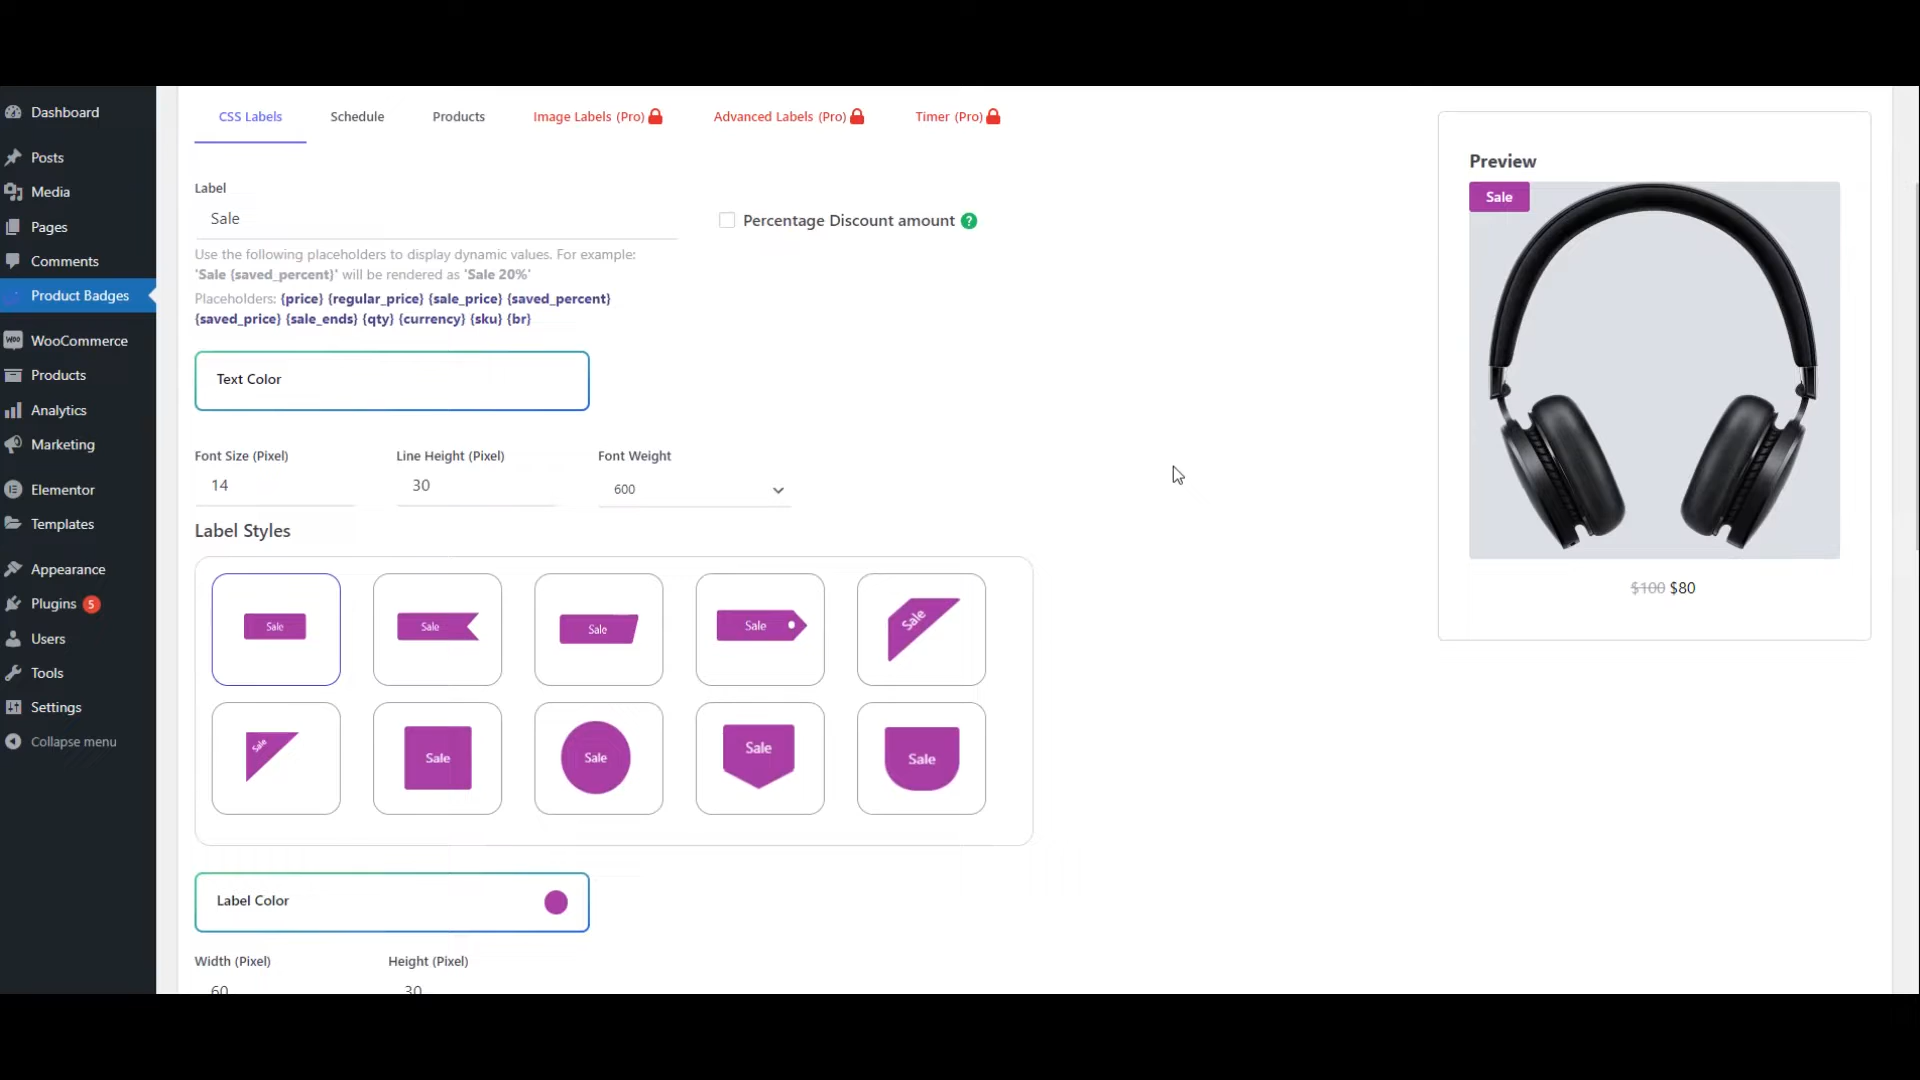 Dashboard
Posts
Media
Pages
Comments
Product Badges
WooCommerce
Products
Analytics
Marketing
Elementor
Templates
Appearance
Plugins 5
Users
Tools
Settings
Collapse menu
CSS Labels Schedule Products Image Labels (Pro) Advanced Labels (Pro) Timer (Pro)
Label
Sale
Percentage Discount amount ?
Use the following placeholders to display dynamic values. For example:
'Sale {saved_percent}' will be rendered as 'Sale 20%'
Placeholders: {price} {regular_price} {sale_price} {saved_percent}
{saved_price} {sale_ends} {qty} {currency} {sku} {br}
Text Color
Font Size (Pixel) Line Height (Pixel) Font Weight
14 30 600
Label Styles
Sale Sale Sale Sale Sale
Sale Sale Sale Sale Sale
Label Color
Width (Pixel) Height (Pixel)
60 30
Preview
Sale
$100 $80